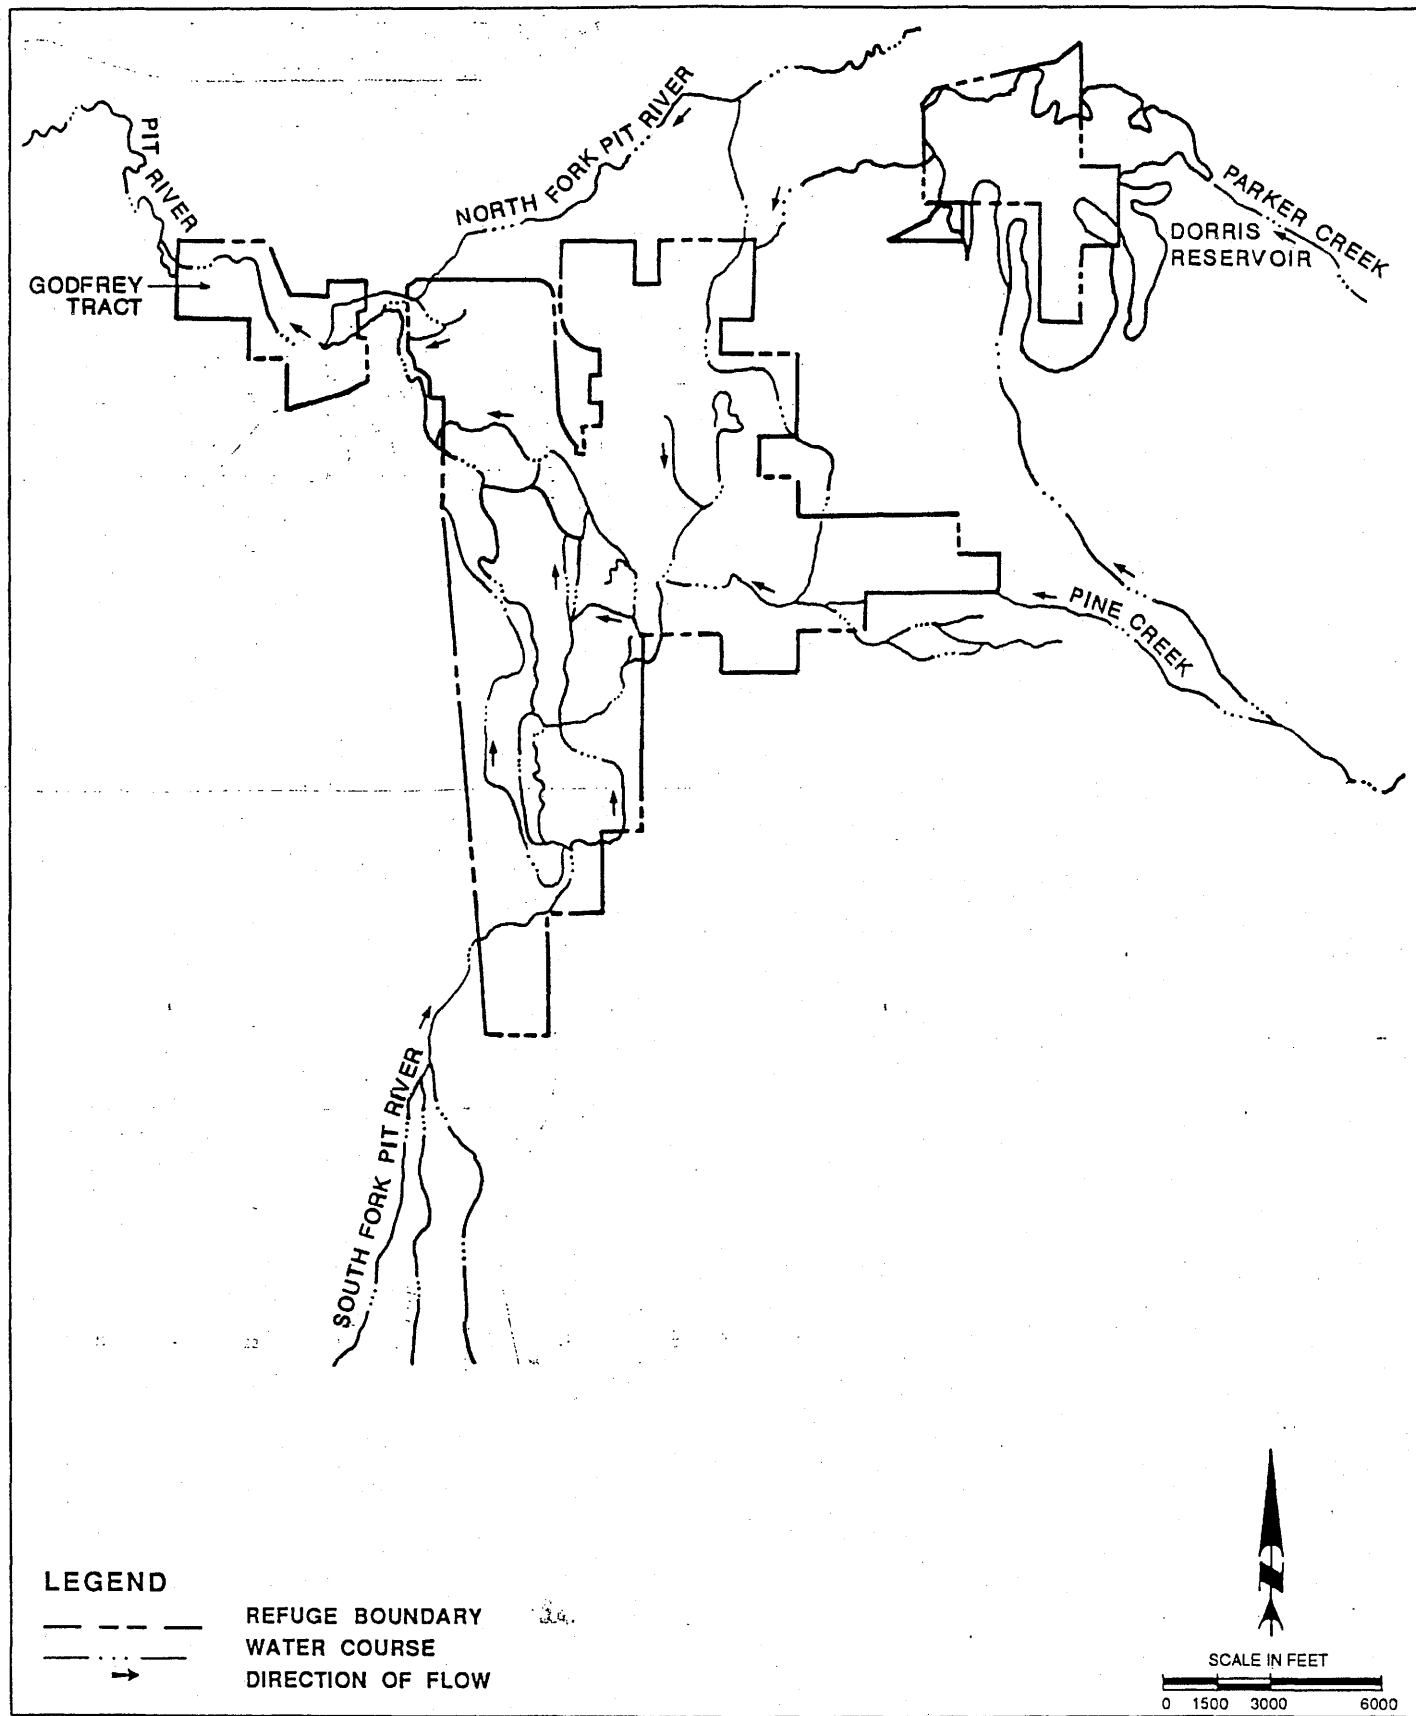 PIT RIVER
NORTH FORK PIT RIVER
PARKER CREEK
DORRIS
RESERVOIR
GODFREY
TRACT
PINE CREEK
SOUTH FORK PIT RIVER
LEGEND
REFUGE BOUNDARY
WATER COURSE
DIRECTION OF FLOW
N
SCALE IN FEET
0 1500 3000 6000